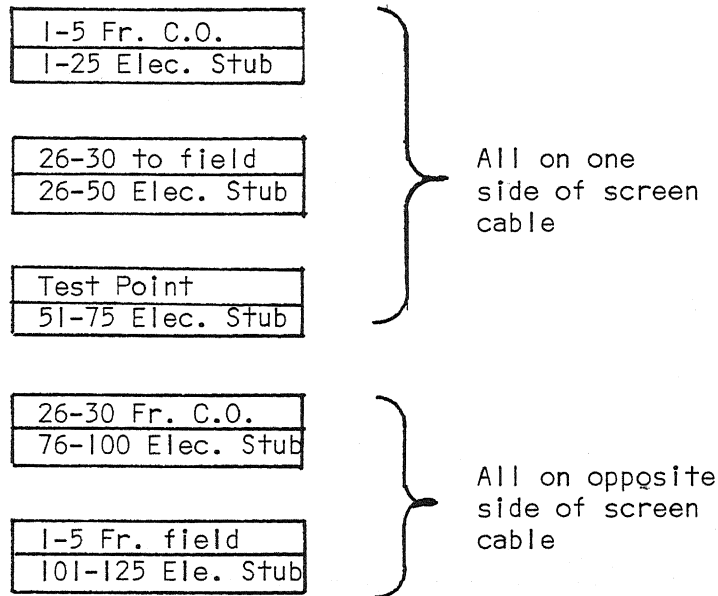 1-5 Fr. C.O.
1-25 Elec. Stub
26-30 to field
26-50 Elec. Stub
Test Point
51-75 Elec. Stub
All on one
side of screen
cable
26-30 Fr. C.O.
76-100 Elec. Stub
1-5 Fr. field
101-125 Ele. Stub
All on opposite
side of screen
cable